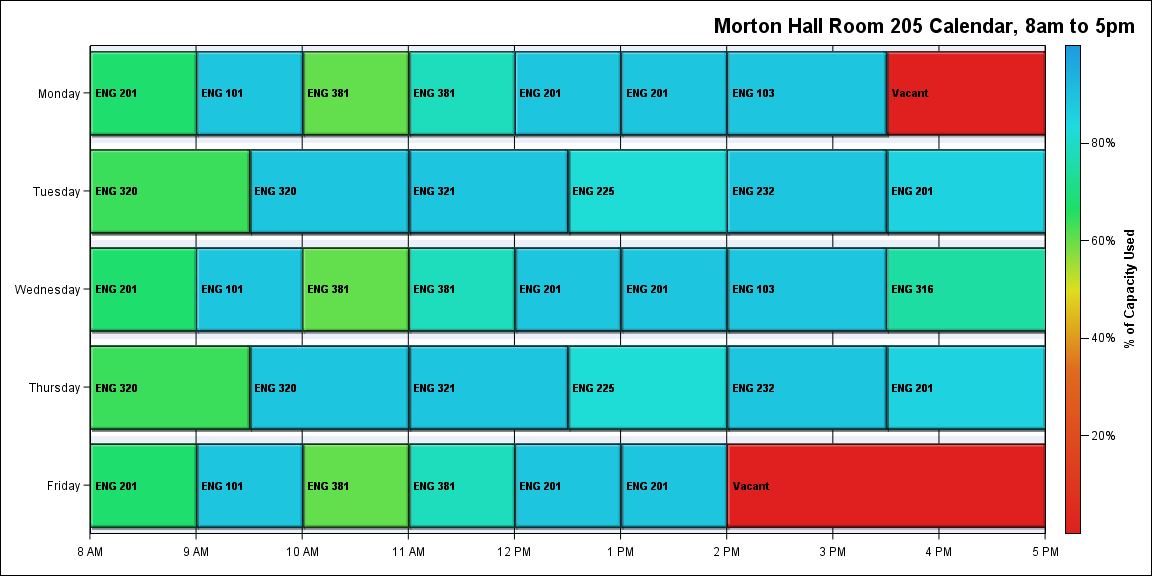 Morton Hall Room 205 Calendar, 8am to 5pm
Monday
ENG 201
ENG 101
ENG 381
ENG 381
ENG 201
ENG 201
ENG 103
Vacant
Tuesday
ENG 320
ENG 320
ENG 321
ENG 225
ENG 232
ENG 201
Wednesday
ENG 201
ENG 101
ENG 381
ENG 381
ENG 201
ENG 201
ENG 103
ENG 316
Thursday
ENG 320
ENG 320
ENG 321
ENG 225
ENG 232
ENG 201
Friday
ENG 201
ENG 101
ENG 381
ENG 381
ENG 201
ENG 201
Vacant
8 AM
9 AM
10 AM
11 AM
12 PM
1 PM
2 PM
3 PM
4 PM
5 PM
80%
60%
40%
20%
% of Capacity Used